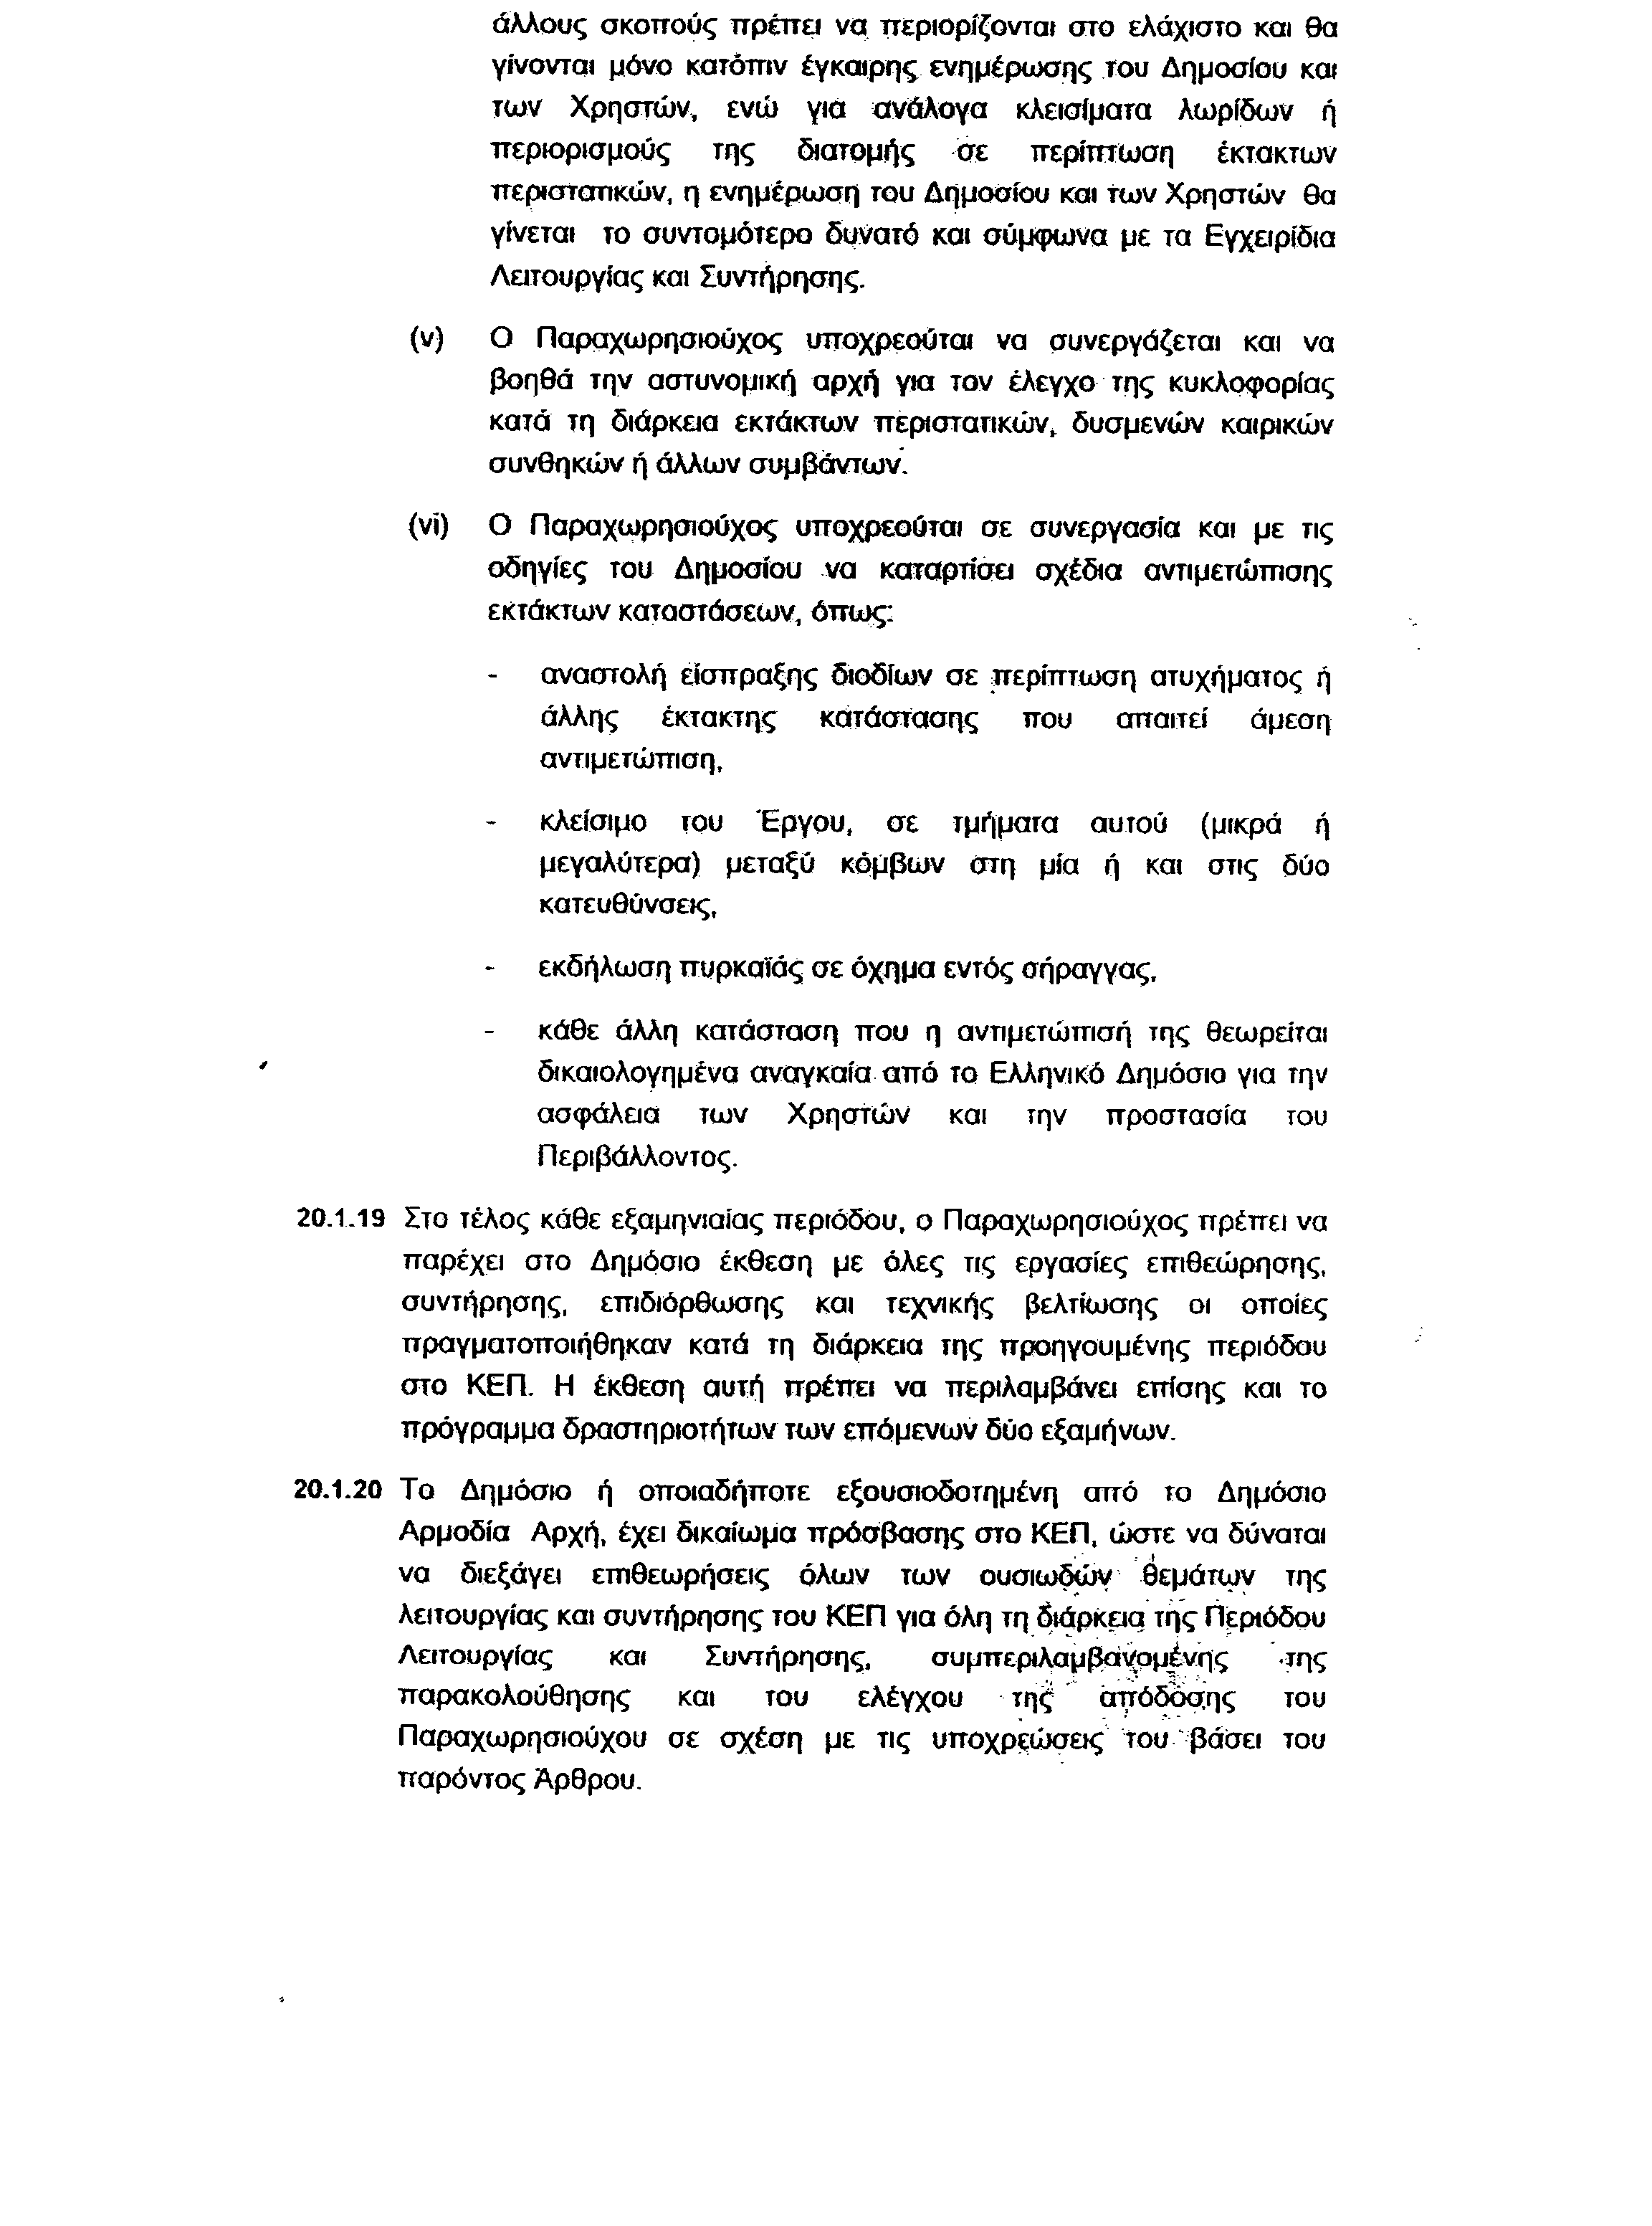 άλλους σκοπούς πρέπει να περιορίζονται στο ελάχιστο και θα
γίνονται μόνο κατόπιν έγκαιρης ενημέρωσης του Δημοσίου και
των Χρηστών, ενώ για ανάλογα κλεισίματα λωρίδων ή
περιορισμούς της διατομής σε περίπτωση έκτακτων
περιστατικών, η ενημέρωση του Δημοσίου και των Χρηστών θα
γίνεται το συντομότερο δυνατό και σύμφωνα με τα Εγχειρίδια
Λειτουργίας και Συντήρησης.
(v) Ο Παραχωρησιούχος υποχρεούται να συνεργάζεται και να
βοηθά την αστυνομική αρχή για τον έλεγχο της κυκλοφορίας
κατά τη διάρκεια εκτάκτων περιστατικών, δυσμενών καιρικών
συνθηκών ή άλλων συμβάντων.
(vi) Ο Παραχωρησιούχος υποχρεούται σε συνεργασία και με τις
οδηγίες του Δημοσίου να καταρτίσει σχέδια αντιμετώπισης
εκτάκτων καταστάσεων, όπως:
- αναστολή είσπραξης διοδίων σε περίπτωση ατυχήματος ή
άλλης έκτακτης κατάστασης που απαιτεί άμεση
αντιμετώπιση,
- κλείσιμο του Έργου, σε τμήματα αυτού (μικρά ή
μεγαλύτερα) μεταξύ κόμβων στη μία ή και στις δύο
κατευθύνσεις,
- εκδήλωση πυρκαϊάς σε όχημα εντός σήραγγας,
- κάθε άλλη κατάσταση που η αντιμετώπισή της θεωρείται
δικαιολογημένα αναγκαία από το Ελληνικό Δημόσιο για την
ασφάλεια των Χρηστών και την προστασία του
Περιβάλλοντος.
20.1.19 Στο τέλος κάθε εξαμηνιαίας περιόδου, ο Παραχωρησιούχος πρέπει να
παρέχει στο Δημόσιο έκθεση με όλες τις εργασίες επιθεώρησης,
συντήρησης, επιδιόρθωσης και τεχνικής βελτίωσης οι οποίες
πραγματοποιήθηκαν κατά τη διάρκεια της προηγουμένης περιόδου
στο ΚΕΠ. Η έκθεση αυτή πρέπει να περιλαμβάνει επίσης και το
πρόγραμμα δραστηριοτήτων των επόμενων δύο εξαμήνων.
20.1.20 Το Δημόσιο ή οποιαδήποτε εξουσιοδοτημένη από το Δημόσιο
Αρμοδία Αρχή, έχει δικαίωμα πρόσβασης στο ΚΕΠ, ώστε να δύναται
να διεξάγει επιθεωρήσεις όλων των ουσιωδών θεμάτων της
λειτουργίας και συντήρησης του ΚΕΠ για όλη τη διάρκεια της Περιόδου
Λειτουργίας και Συντήρησης, συμπεριλαμβανομένης της
παρακολούθησης και του ελέγχου της απόδοσης του
Παραχωρησιούχου σε σχέση με τις υποχρεώσεις του βάσει του
παρόντος Άρθρου.